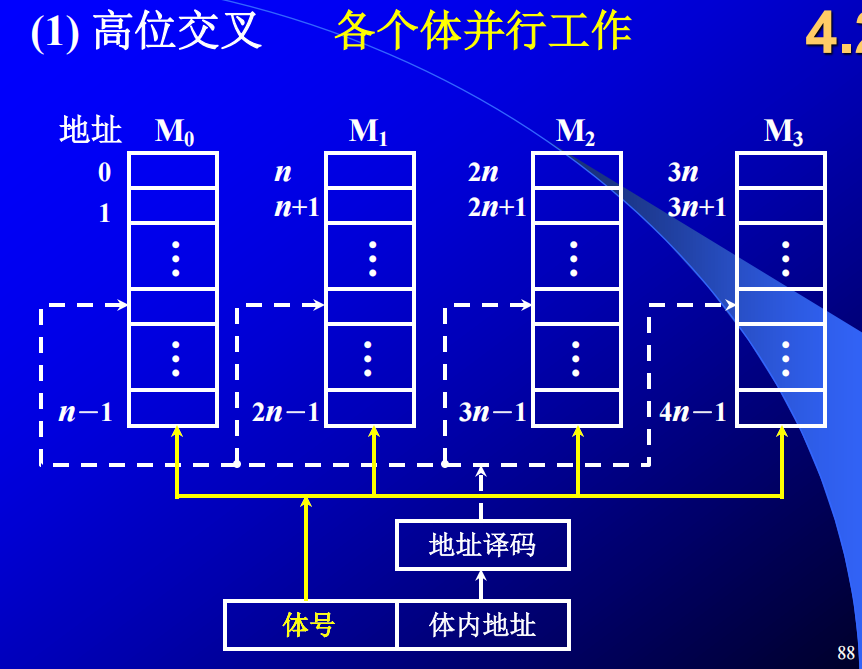 (1) 高位交叉 各个体并行工作 4.2
地址 M₀ M₁ M₂ M₃
0 n 2n 3n
1 n+1 2n+1 3n+1
n－1 2n－1 3n－1 4n－1
地址译码
体号 体内地址
88